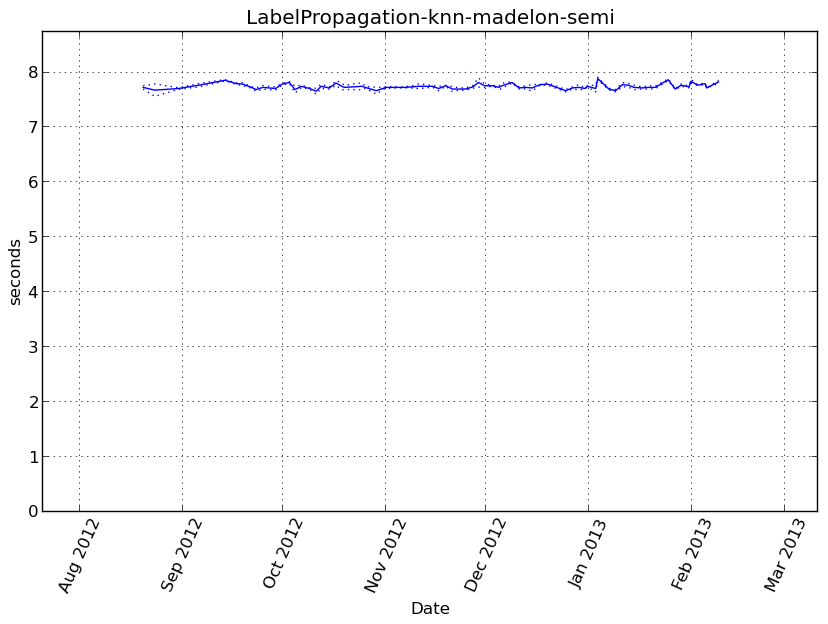 LabelPropagation-knn-madelon-semi
8
7
6
5
4
3
2
1
0
seconds
Aug 2012
Sep 2012
Oct 2012
Nov 2012
Dec 2012
Jan 2013
Feb 2013
Mar 2013
Date